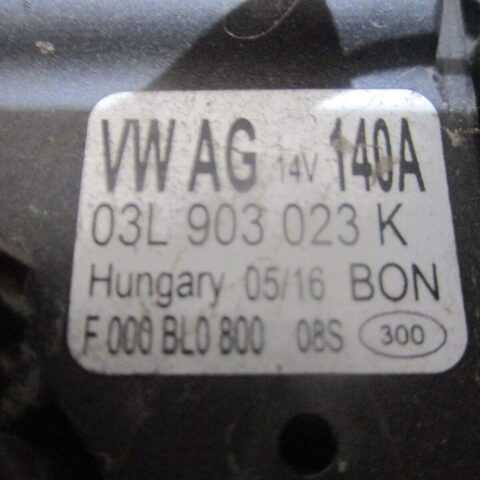 VW AG 14V 140A
03L 903 023 K
Hungary 05/16 BON
F 000 BL0 800 08S 300